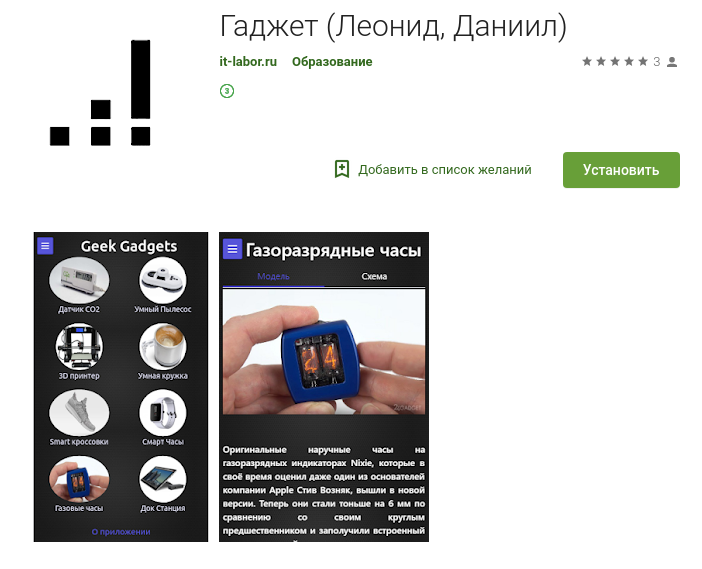 Гаджет (Леонид, Даниил)
it-labor.ru Образование
3
3
Добавить в список желаний
Установить
Geek Gadgets
Датчик CO2
Умный Пылесос
3D принтер
Умная кружка
Smart кроссовки
Смарт Часы
Газовые часы
Док Станция
О приложении
Газоразрядные часы
Модель
Схема
24
Оригинальные наручные часы на
газоразрядных индикаторах Nixie, которые в
своё время оценил даже один из основателей
компании Apple Стив Возняк, вышли в новой
версии. Теперь они стали тоньше на 6 мм по
сравнению со своим круглым
предшественником и заполучили встроенный